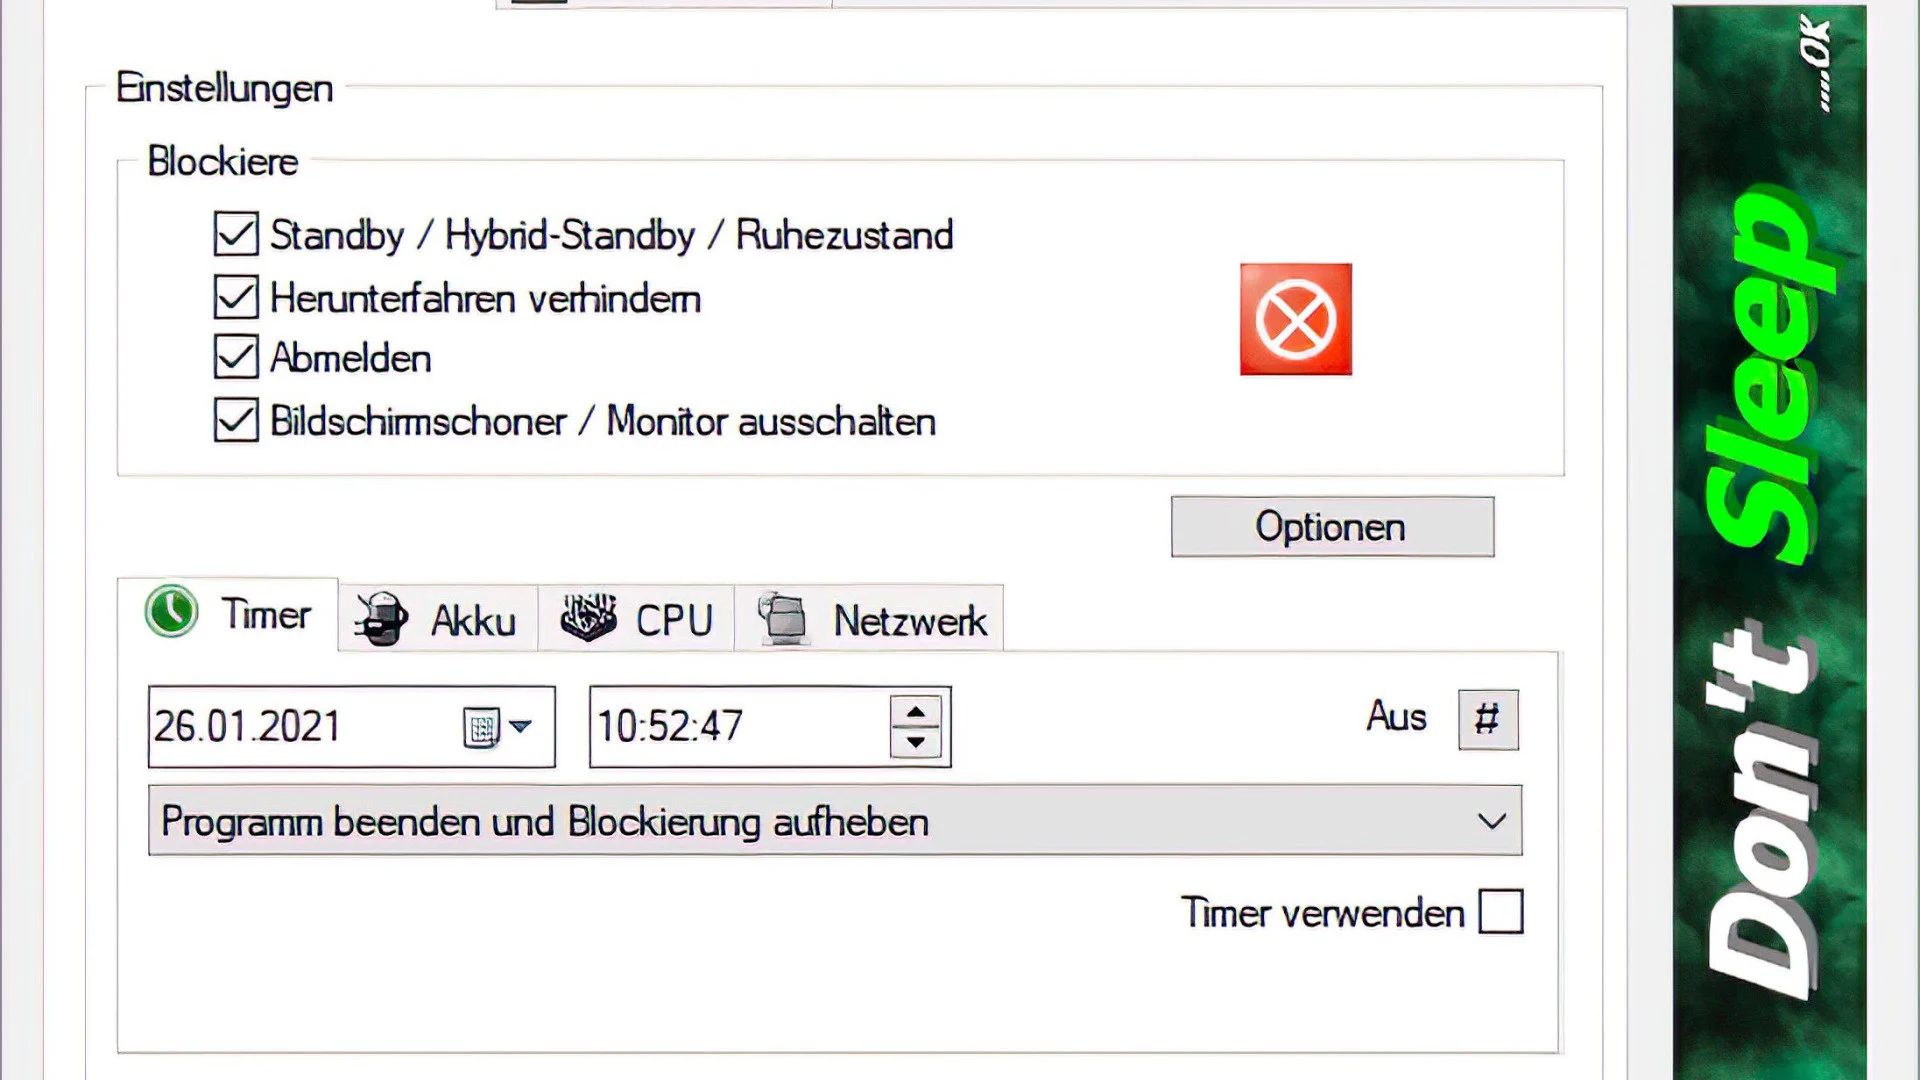 Einstellungen
Blockiere
Standby / Hybrid-Standby / Ruhezustand
Herunterfahren verhindern
Abmelden
Bildschirmschoner / Monitor ausschalten
Optionen
Timer Akku CPU Netzwerk
26.01.2021 10:52:47 Aus #
Programm beenden und Blockierung aufheben
Timer verwenden
Don't Sleep
....OK